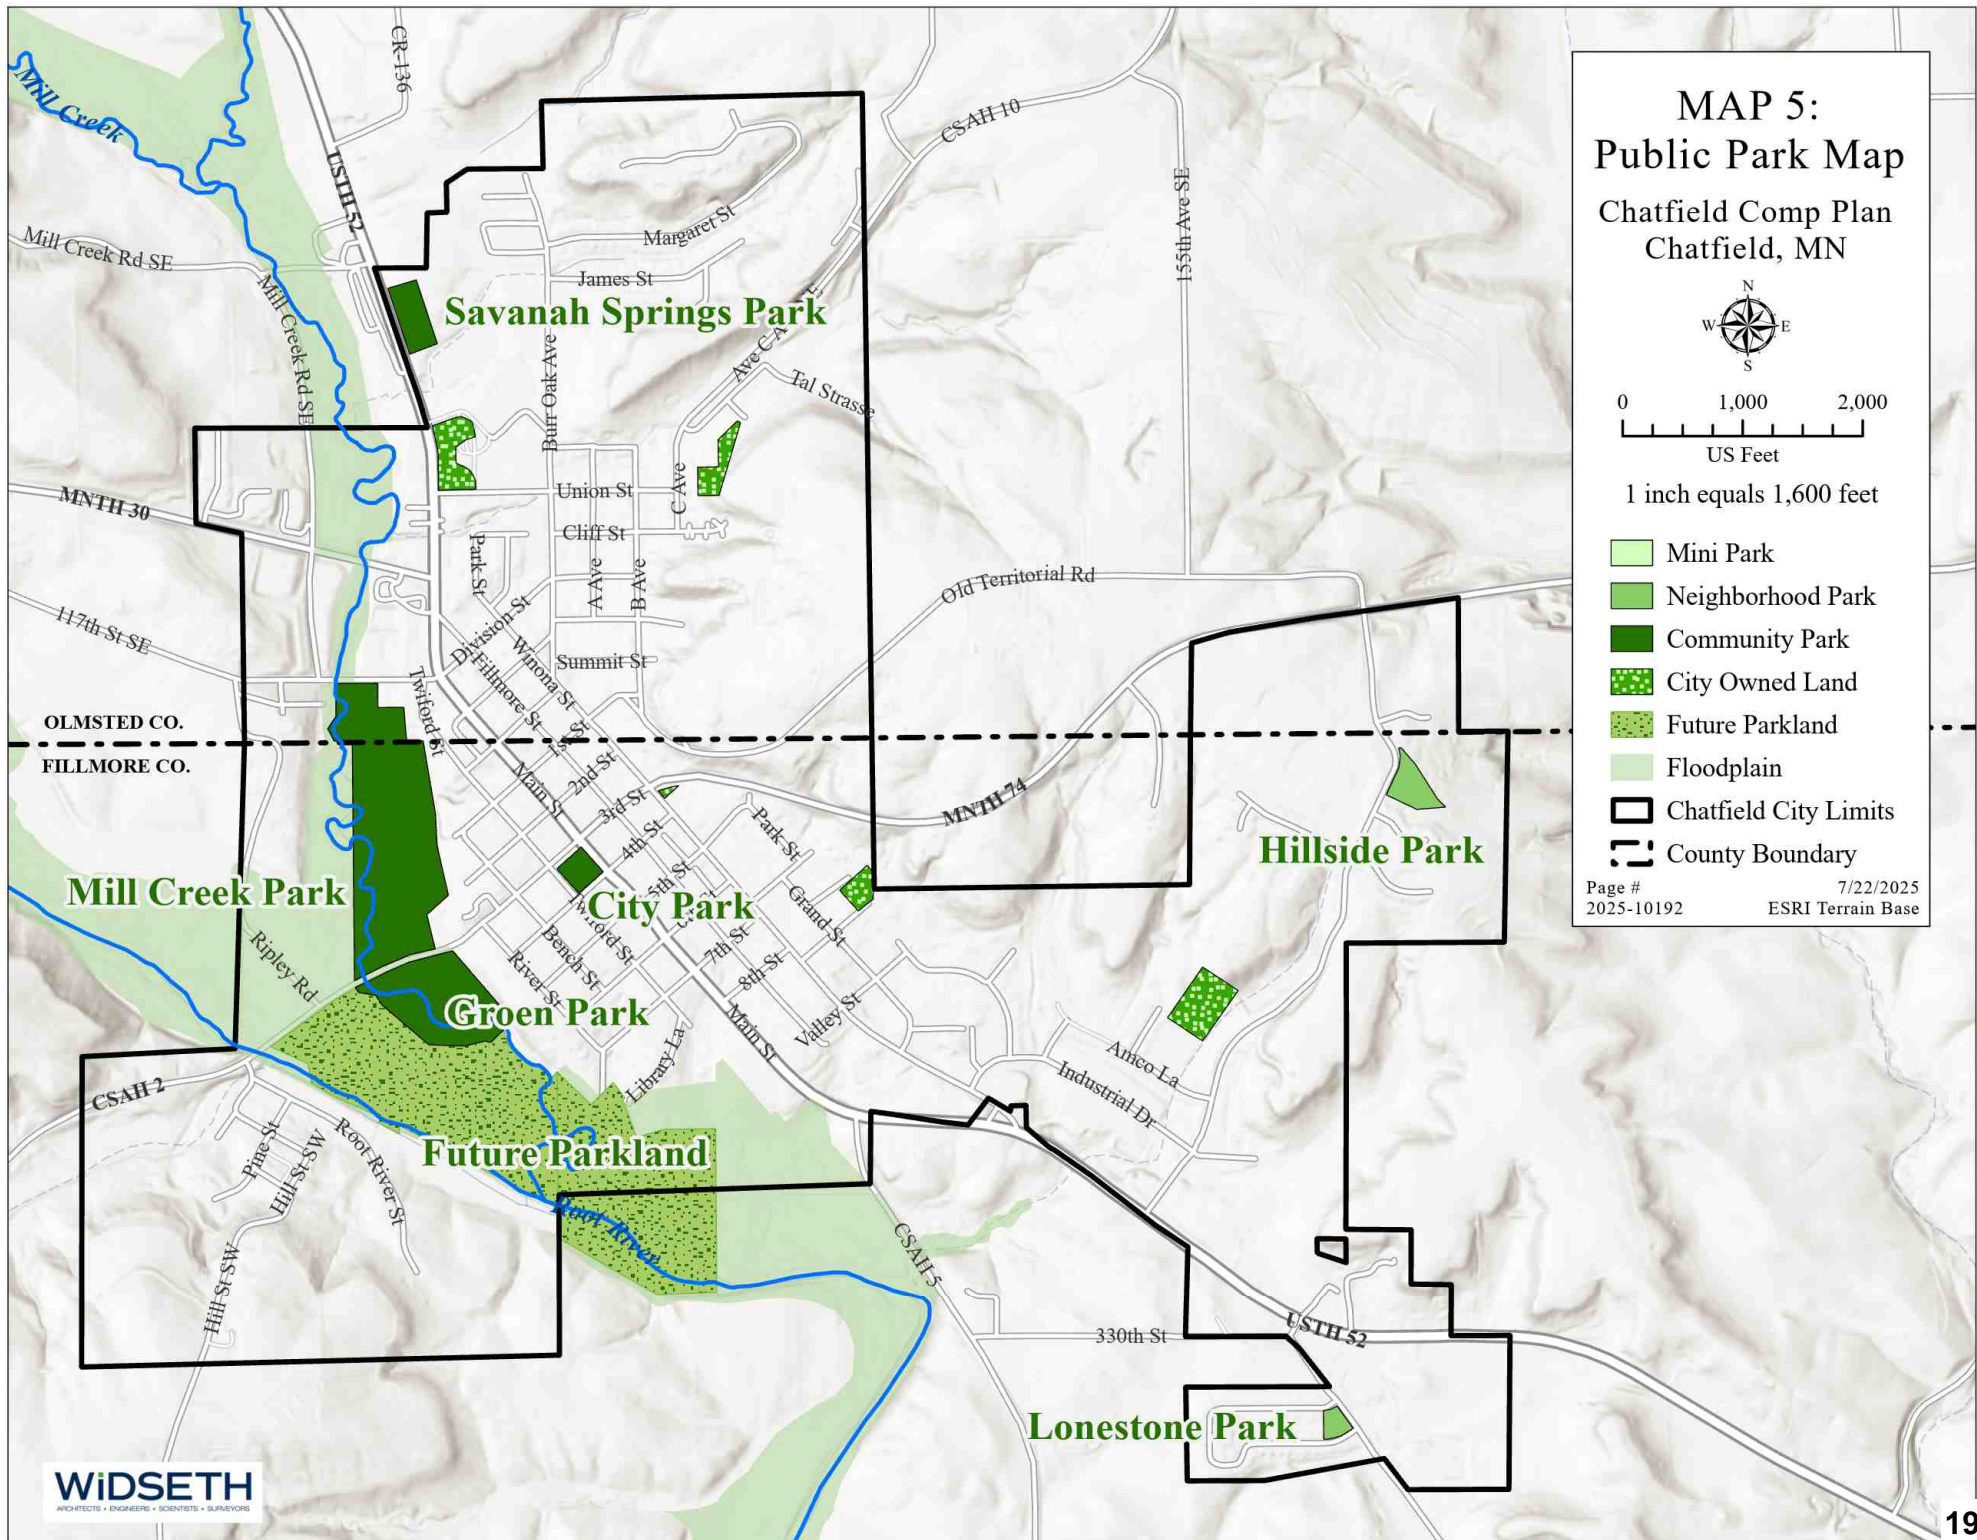 MAP 5:
Public Park Map
Chatfield Comp Plan
Chatfield, MN
N
W E
S
0 1,000 2,000
US Feet
1 inch equals 1,600 feet
Mini Park
Neighborhood Park
Community Park
City Owned Land
Future Parkland
Floodplain
Chatfield City Limits
County Boundary
Page # 7/22/2025
2025-10192 ESRI Terrain Base
CR-136
Mill Creek
USTH 52
CSAH 10
155th Ave SE
Mill Creek Rd SE
Margaret St
James St
Mill Creek Rd SE
Savanah Springs Park
Burr Oak Ave
Ave C
Tal Strasse
MNTH 30
Union St
C Ave
Cliff St
Park St
A Ave
B Ave
Old Territorial Rd
117th St SE
Division St
Winona St
Fillmore St
Summit St
Twiford St
OLMSTED CO.
FILLMORE CO.
1st St
2nd St
Main St
3rd St
4th St
Park St
MNTH 74
Hillside Park
Mill Creek Park
5th St
City Park
Grand St
Twiford St
Bench St
River St
7th St
8th St
Ripley Rd
Groen Park
Main St
Valley St
Library La
Amco La
Industrial Dr
CSAH 2
Pine St
Hill St SW
Root River St
Future Parkland
Root River
Hill St SW
CSAH 5
330th St
USTH 52
Lonestone Park
WiDSETH
ARCHITECTS • ENGINEERS • SCIENTISTS • SURVEYORS
19